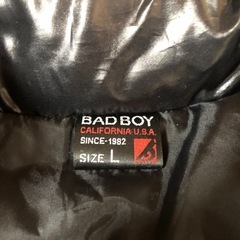 BAD BOY
CALIFORNIA U.S.A.
SINCE-1982
SIZE L